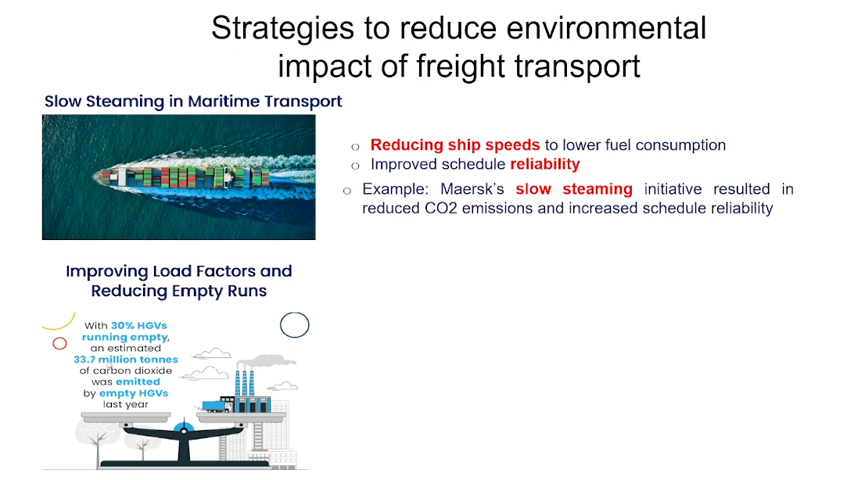 Strategies to reduce environmental
impact of freight transport
Slow Steaming in Maritime Transport
o Reducing ship speeds to lower fuel consumption
o Improved schedule reliability
o Example: Maersk's slow steaming initiative resulted in
reduced CO2 emissions and increased schedule reliability
Improving Load Factors and
Reducing Empty Runs
With 30% HGVs
running empty,
an estimated
33.7 million tonnes
of carbon dioxide
was emitted
by empty HGVs
last year